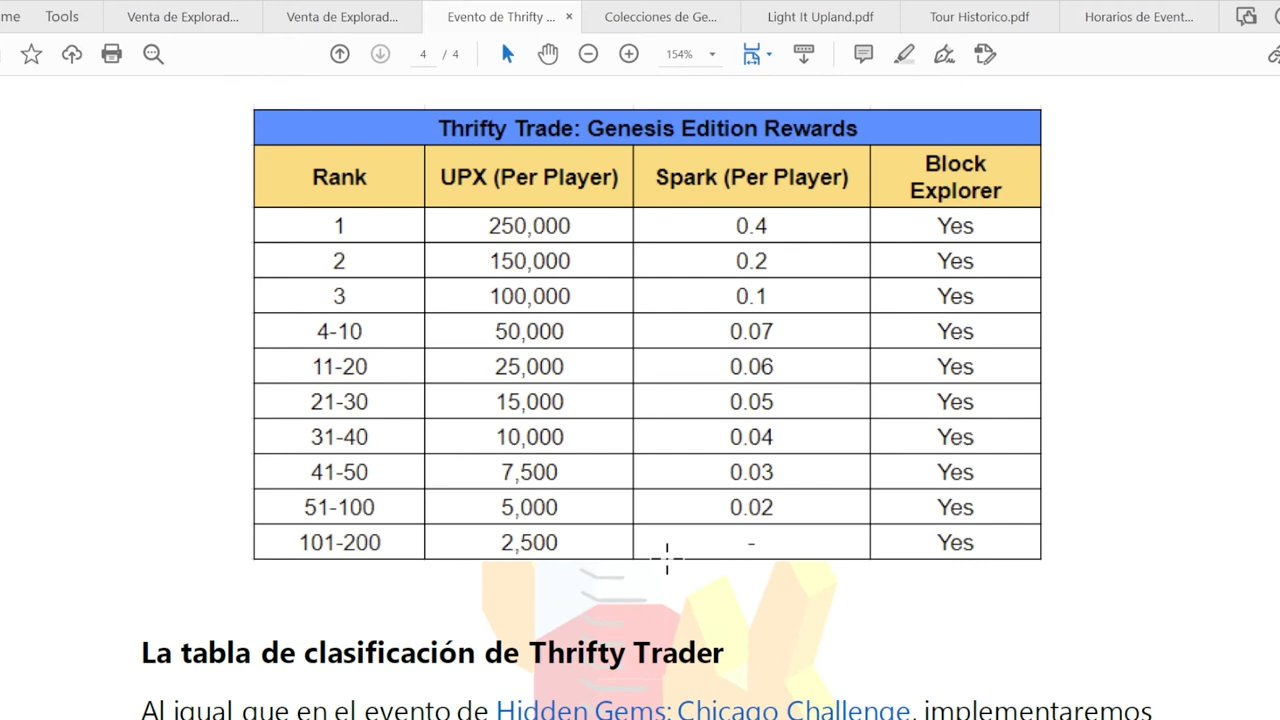 me Tools Venta de Explorad... Venta de Explorad... Evento de Thrifty ... × Colecciones de Ge... Light It Upland.pdf Tour Historico.pdf Horarios de Event...
4 / 4 154%
Thrifty Trade: Genesis Edition Rewards
Rank UPX (Per Player) Spark (Per Player) Block Explorer
1 250,000 0.4 Yes
2 150,000 0.2 Yes
3 100,000 0.1 Yes
4-10 50,000 0.07 Yes
11-20 25,000 0.06 Yes
21-30 15,000 0.05 Yes
31-40 10,000 0.04 Yes
41-50 7,500 0.03 Yes
51-100 5,000 0.02 Yes
101-200 2,500 - Yes
La tabla de clasificación de Thrifty Trader
Al igual que en el evento de Hidden Gems: Chicago Challenge, implementaremos